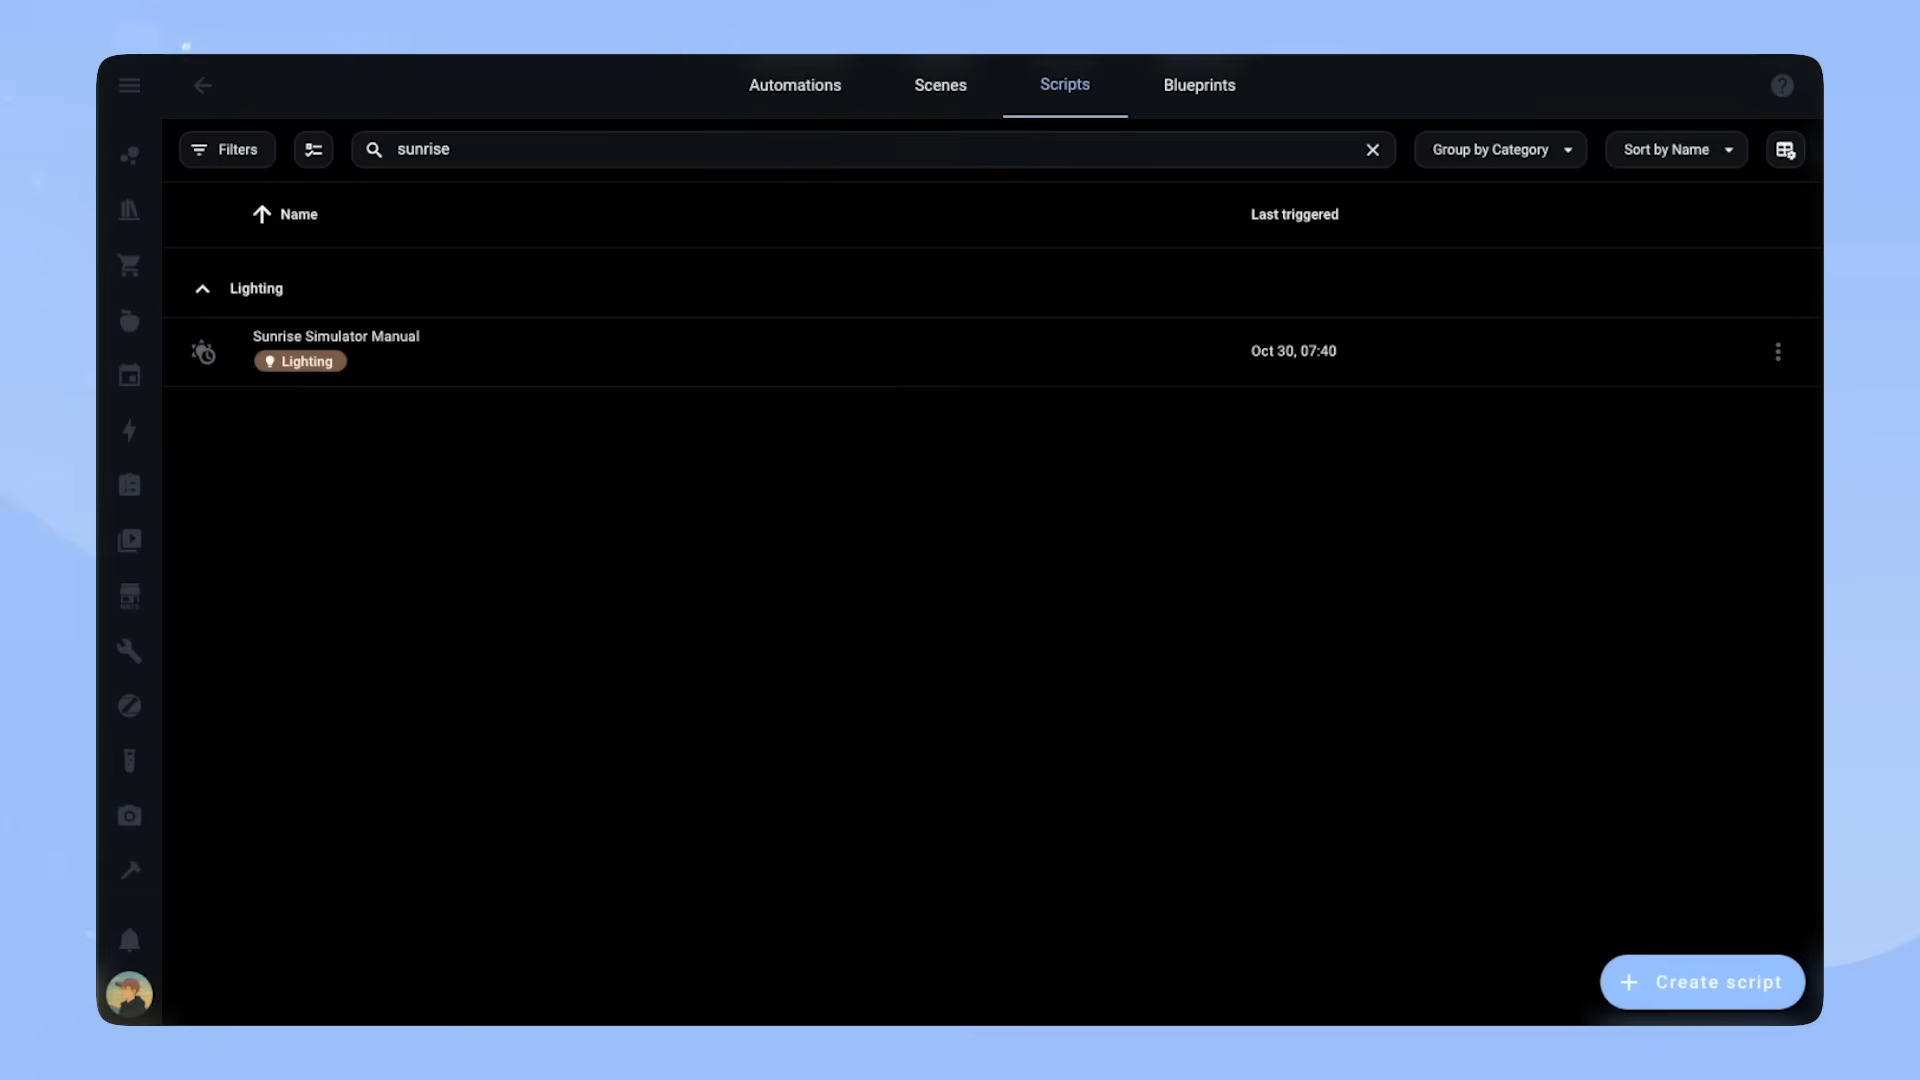 Automations Scenes Scripts Blueprints
Filters sunrise Group by Category Sort by Name
Name Last triggered
Lighting
Sunrise Simulator Manual
Lighting Oct 30, 07:40
Create script